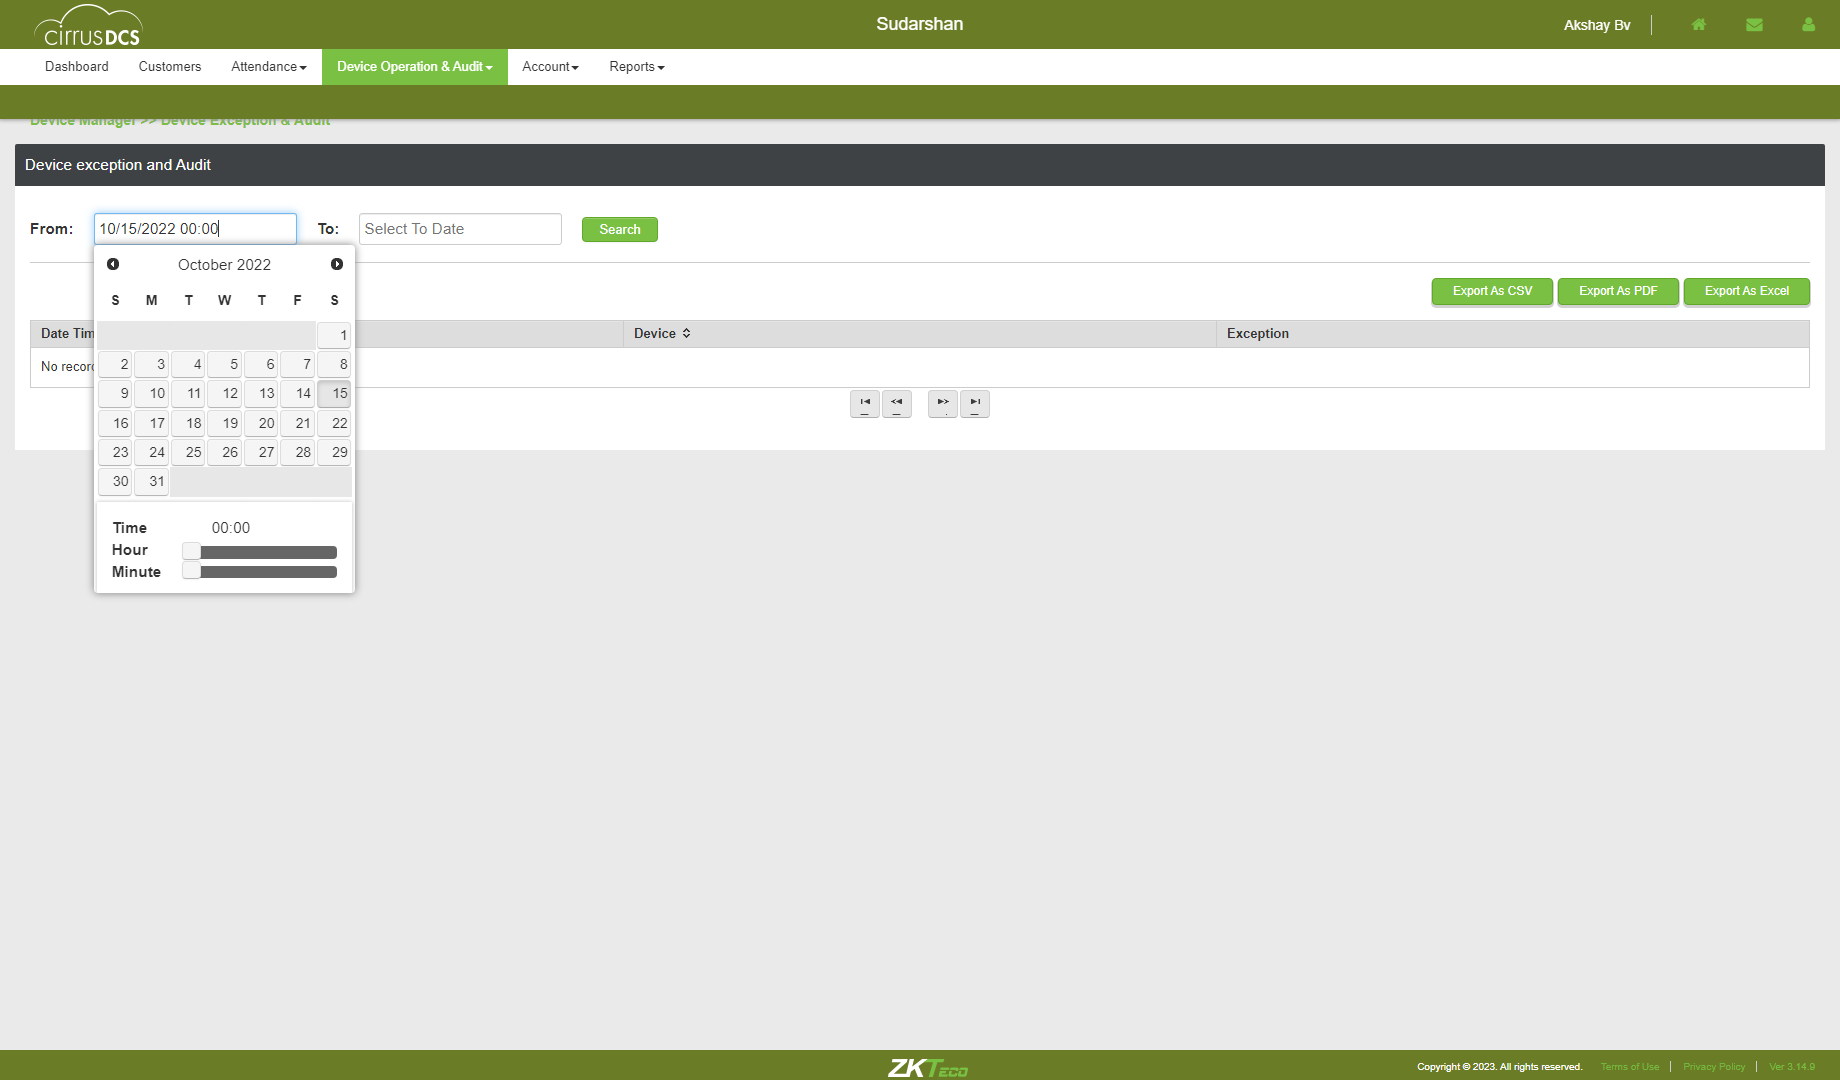 cirrusDCS
Sudarshan
Akshay Bv
Dashboard Customers Attendance Device Operation & Audit Account Reports
Device Manager >> Device Exception & Audit
Device exception and Audit
From: 10/15/2022 00:00 To: Select To Date Search
October 2022
S M T W T F S
1
2 3 4 5 6 7 8
9 10 11 12 13 14 15
16 17 18 19 20 21 22
23 24 25 26 27 28 29
30 31
Time 00:00
Hour
Minute
Export As CSV Export As PDF Export As Excel
Date Tim Device Exception
No recor
ZKTeco
Copyright © 2023. All rights reserved. Terms of Use Privacy Policy Ver 3.14.9